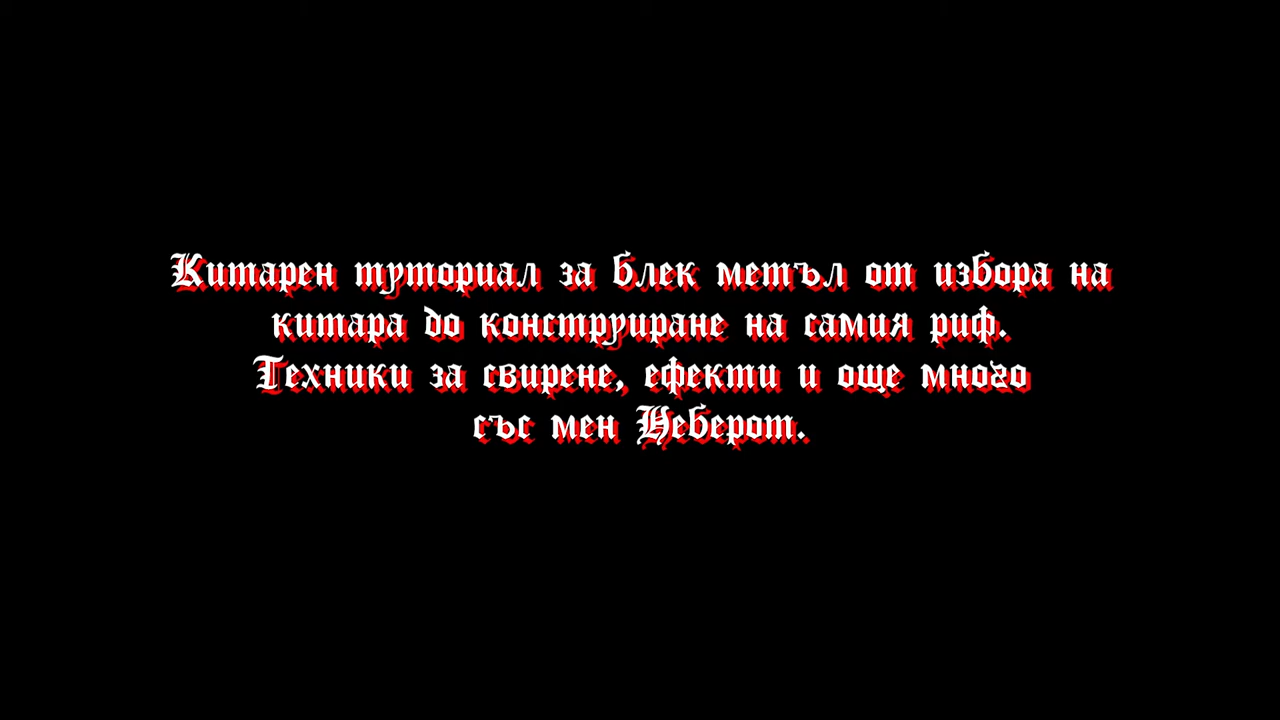 Китарен туториал за блек метъл от избора на
китара до конструиране на самия риф.
Техники за свирене, ефекти и още много
със мен Неберот.